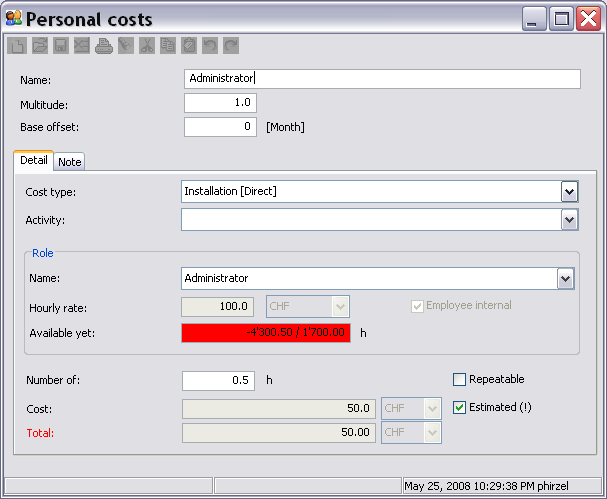 Personal costs
Name: Administrator
Multitude: 1.0
Base offset: 0 [Month]
Detail Note
Cost type: Installation [Direct]
Activity:
Role
Name: Administrator
Hourly rate: 100.0 CHF Employee internal
Available yet: -4'300.50 / 1'700.00 h
Number of: 0.5 h Repeatable
Cost: 50.0 CHF Estimated (!)
Total: 50.00 CHF
May 25, 2008 10:29:38 PM phirzel